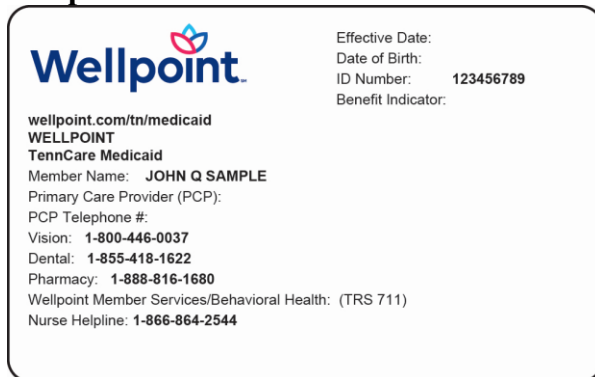 Wellpoint SM
Effective Date:
Date of Birth:
ID Number: 123456789
Benefit Indicator:
wellpoint.com/tn/medicaid
WELLPOINT
TennCare Medicaid
Member Name: JOHN Q SAMPLE
Primary Care Provider (PCP):
PCP Telephone #:
Vision: 1-800-446-0037
Dental: 1-855-418-1622
Pharmacy: 1-888-816-1680
Wellpoint Member Services/Behavioral Health: (TRS 711)
Nurse Helpline: 1-866-864-2544